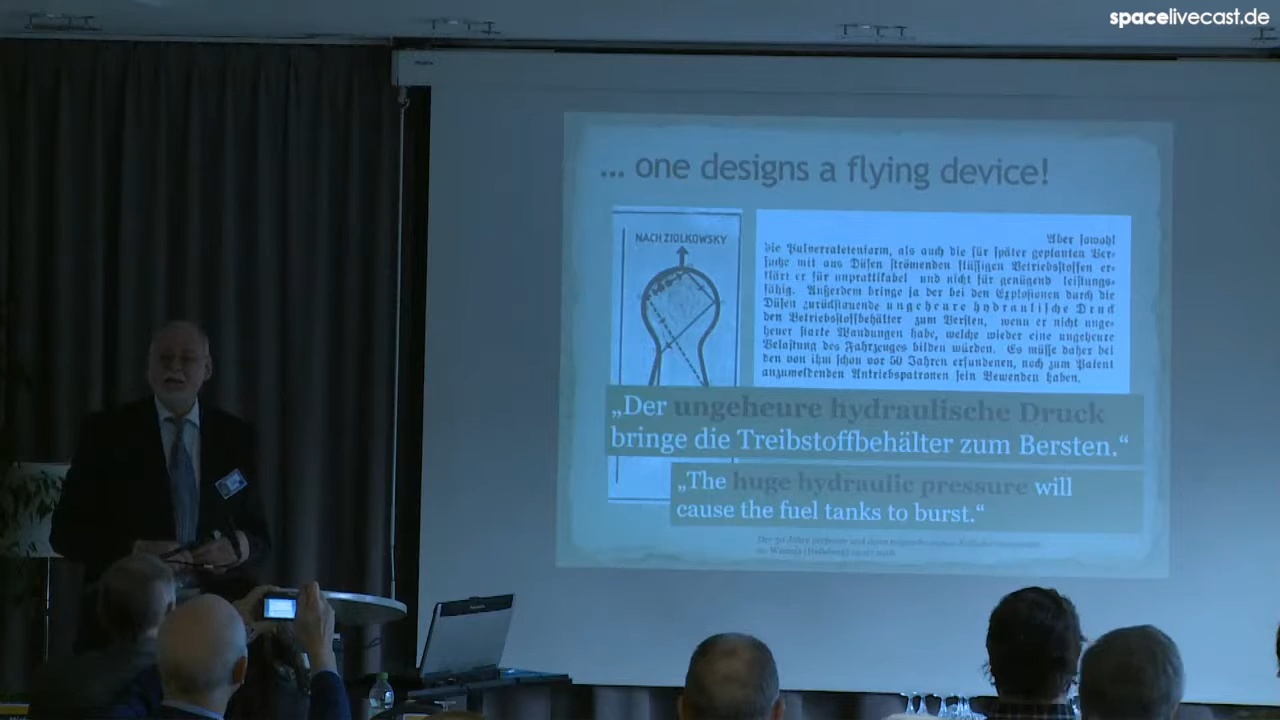 spacelivecast.de
... one designs a flying device!
NACH ZIOLKOWSKY
Aber sowohl
die Pulverraketenform, als auch die für später geplanten Ver-
suche mit aus Düsen strömenden flüssigen Betriebsstoffen er-
klärt er für unpraktikabel und nicht für genügend leistungs-
fähig. Außerdem bringe ja der bei den Explosionen durch die
Düsen zurückstauende ungeheure hydraulische Druck
den Betriebsstoffbehälter zum Bersten, wenn er nicht unge-
heuer starke Wandungen habe, welche wieder eine ungeheure
Belastung des Fahrzeuges bilden würden. Es müsse daher bei
den von ihm schon vor 50 Jahren erfundenen, noch zum Patent
anzumeldenden Antriebspatronen sein Bewenden haben.
„Der ungeheure hydraulische Druck
bringe die Treibstoffbehälter zum Bersten.“
„The huge hydraulic pressure will
cause the fuel tanks to burst.“